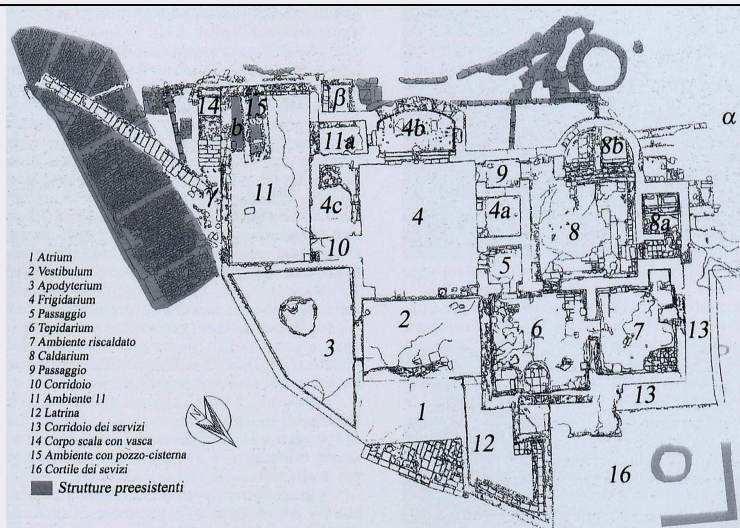 14
b
15
β
11a
4b
α
8b
9
11
4c
4
4a
8
8a
γ
10
5
1 Atrium
2 Vestibulum
3 Apodyterium
4 Frigidarium
5 Passaggio
6 Tepidarium
7 Ambiente riscaldato
8 Caldarium
9 Passaggio
10 Corridoio
11 Ambiente 11
12 Latrina
13 Corridoio dei servizi
14 Corpo scala con vasca
15 Ambiente con pozzo-cisterna
16 Cortile dei sevizi
Strutture preesistenti
3
2
6
7
13
13
1
12
16